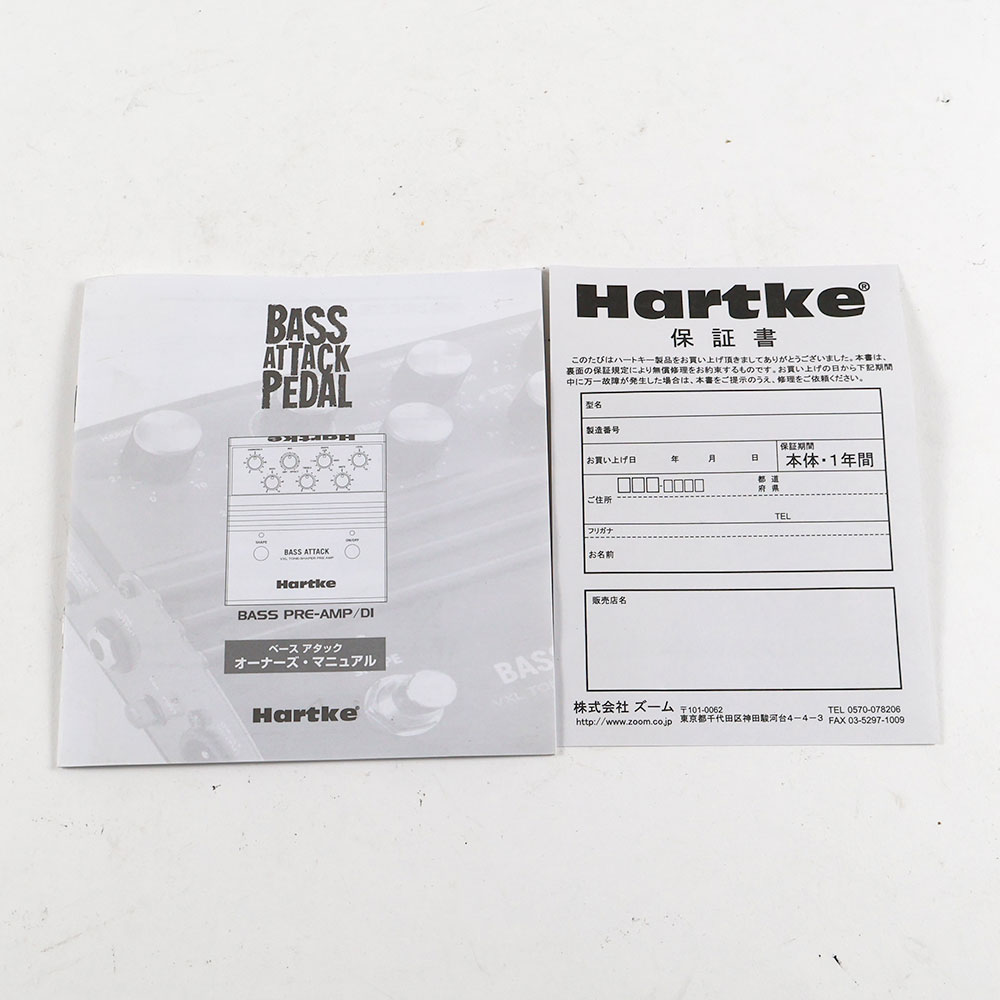 BASS
ATTACK
PEDAL
Hartke
SHAPE
ON/OFF
BASS ATTACK
VXL TONE-SHAPER PRE-AMP
Hartke
BASS PRE-AMP/DI
ベース アタック
オーナーズ・マニュアル
Hartke®
BASS
VXL TO
Hartke®
保証書
このたびはハートキー製品をお買い上げ頂きましてありがとうございました。本書は、
裏面の保証規定により無償修理をお約束するものです。お買い上げの日から下記期間
中に万一故障が発生した場合は、本書をご提示のうえ、修理をご依頼ください。
型名
製造番号
お買い上げ日 年 月 日
保証期間
本体・1年間
ご住所
都 道
府 県
TEL
フリガナ
お名前
販売店名
株式会社 ズーム 〒101-0062 TEL 0570-078206
http://www.zoom.co.jp 東京都千代田区神田駿河台4-4-3 FAX 03-5297-1009